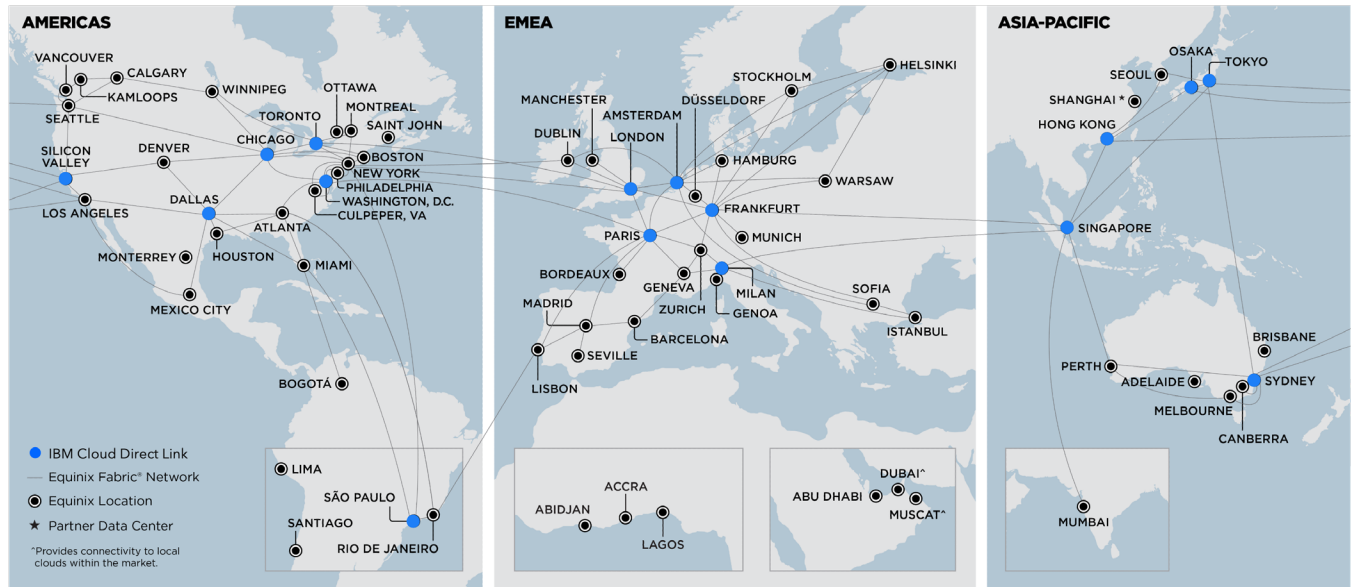 AMERICAS
VANCOUVER
CALGARY
KAMLOOPS
SEATTLE
WINNIPEG
OTTAWA
MONTREAL
TORONTO
SAINT JOHN
CHICAGO
SILICON
VALLEY
DENVER
BOSTON
NEW YORK
PHILADELPHIA
WASHINGTON, D.C.
CULPEPER, VA
LOS ANGELES
DALLAS
ATLANTA
HOUSTON
MONTERREY
MIAMI
MEXICO CITY
BOGOTÁ
LIMA
SÃO PAULO
SANTIAGO
RIO DE JANEIRO
IBM Cloud Direct Link
Equinix Fabric® Network
Equinix Location
★ Partner Data Center
^Provides connectivity to local
clouds within the market.
EMEA
HELSINKI
STOCKHOLM
MANCHESTER
DÜSSELDORF
AMSTERDAM
DUBLIN
LONDON
HAMBURG
WARSAW
FRANKFURT
PARIS
MUNICH
BORDEAUX
GENEVA
MILAN
SOFIA
MADRID
ZURICH
GENOA
ISTANBUL
BARCELONA
SEVILLE
LISBON
ACCRA
ABIDJAN
LAGOS
DUBAI^
ABU DHABI
MUSCAT^
ASIA-PACIFIC
OSAKA
TOKYO
SEOUL
SHANGHAI ★
HONG KONG
SINGAPORE
BRISBANE
PERTH
ADELAIDE
SYDNEY
MELBOURNE
CANBERRA
MUMBAI